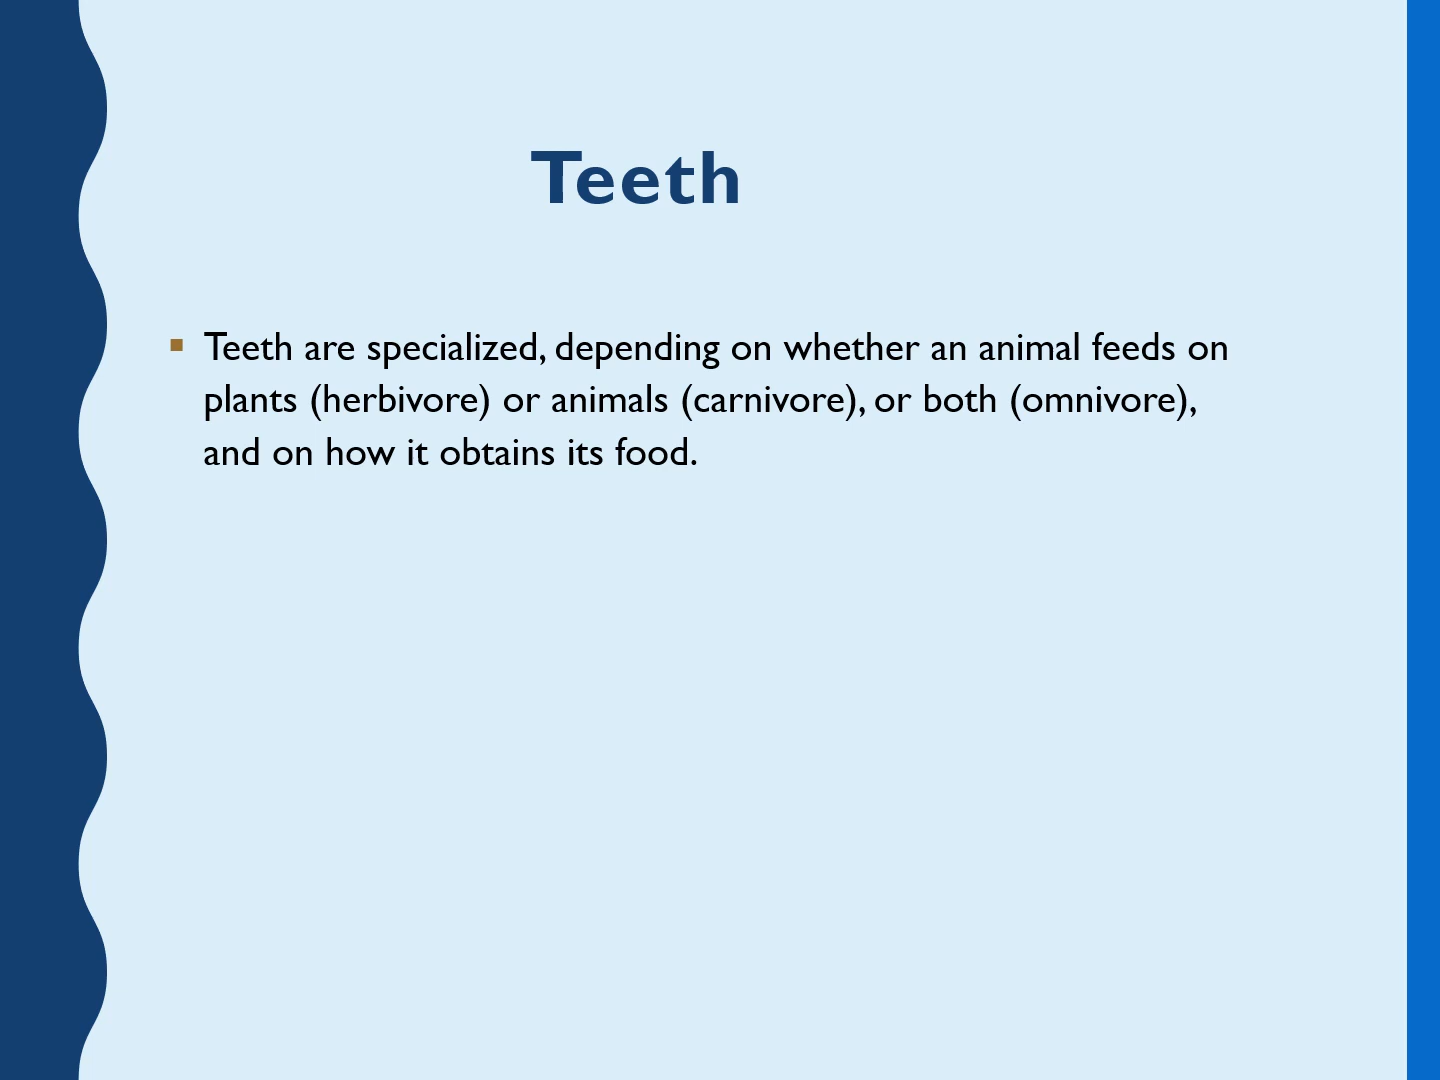 Teeth
▪ Teeth are specialized, depending on whether an animal feeds on
plants (herbivore) or animals (carnivore), or both (omnivore),
and on how it obtains its food.